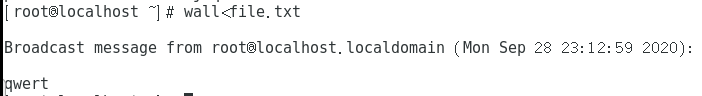 [root@localhost ~]# wall<file.txt
Broadcast message from root@localhost.localdomain (Mon Sep 28 23:12:59 2020):
qwert